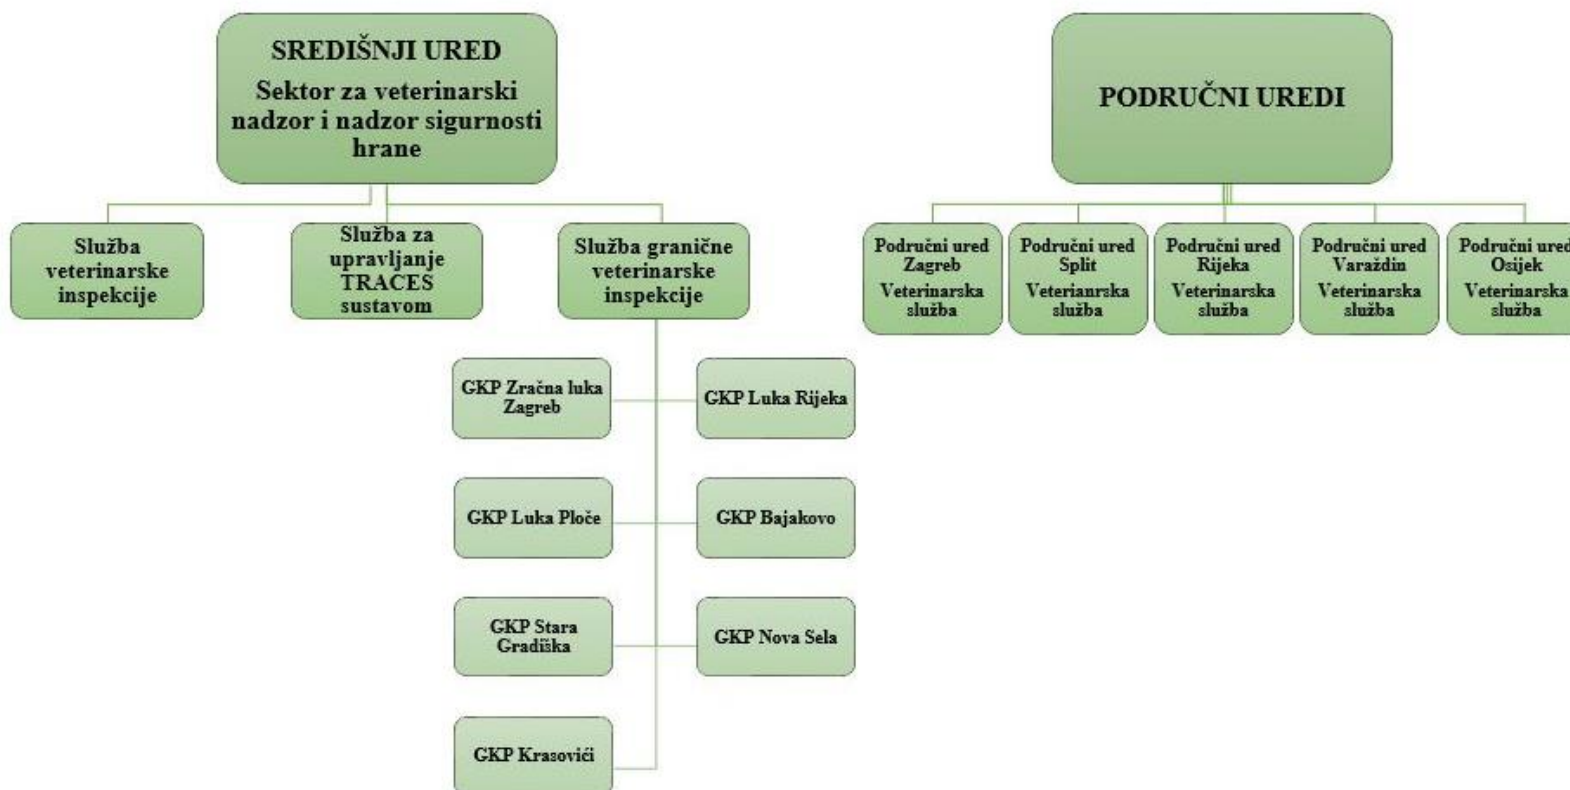 SREDIŠNJI URED
Sektor za veterinarski
nadzor i nadzor sigurnosti
hrane
PODRUČNI UREDI
Služba
veterinarske
inspekcije
Služba za
upravljanje
TRACES
sustavom
Služba granične
veterinarske
inspekcije
Područni ured
Zagreb
Veterinarska
služba
Područni ured
Split
Veterianrska
služba
Područni ured
Rijeka
Veterinarska
služba
Područni ured
Varaždin
Veterinarska
služba
Područni ured
Osijek
Veterinarska
služba
GKP Zračna luka
Zagreb
GKP Luka Rijeka
GKP Luka Ploče
GKP Bajakovo
GKP Stara
Gradiška
GKP Nova Sela
GKP Krasovići